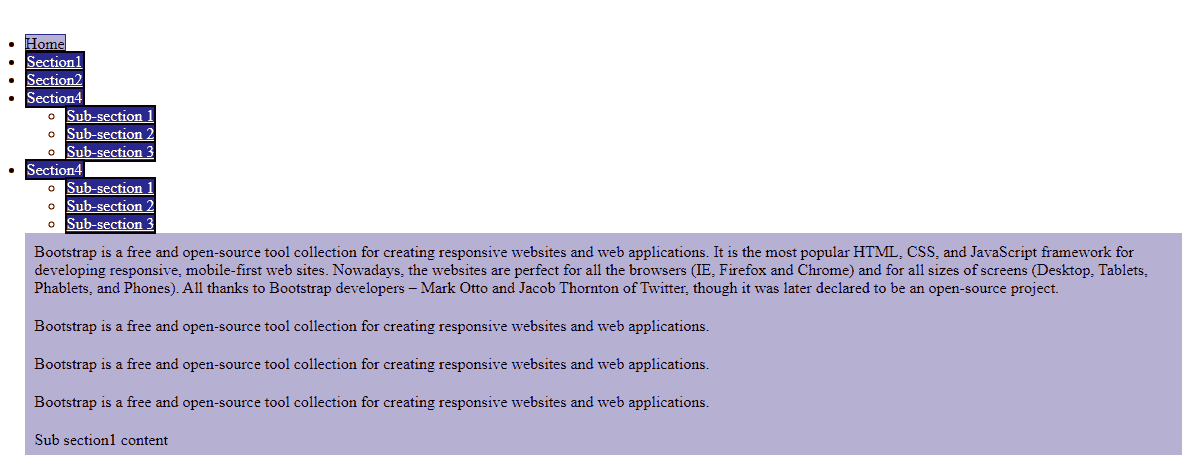 Home
Section1
Section2
Section4
Sub-section 1
Sub-section 2
Sub-section 3
Section4
Sub-section 1
Sub-section 2
Sub-section 3
Bootstrap is a free and open-source tool collection for creating responsive websites and web applications. It is the most popular HTML, CSS, and JavaScript framework for
developing responsive, mobile-first web sites. Nowadays, the websites are perfect for all the browsers (IE, Firefox and Chrome) and for all sizes of screens (Desktop, Tablets,
Phablets, and Phones). All thanks to Bootstrap developers – Mark Otto and Jacob Thornton of Twitter, though it was later declared to be an open-source project.
Bootstrap is a free and open-source tool collection for creating responsive websites and web applications.
Bootstrap is a free and open-source tool collection for creating responsive websites and web applications.
Bootstrap is a free and open-source tool collection for creating responsive websites and web applications.
Sub section1 content